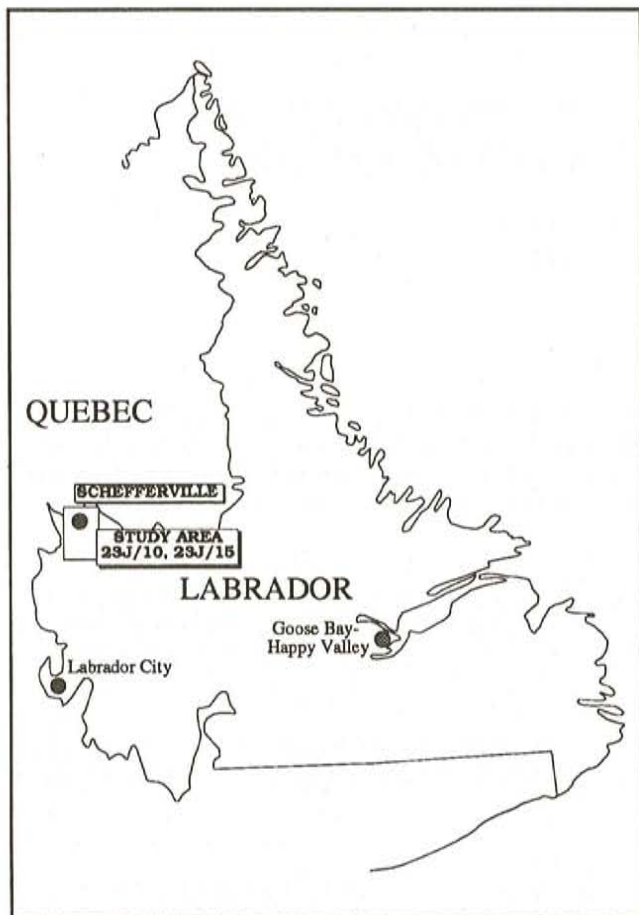 QUEBEC
SCHEFFERVILLE
STUDY AREA
23J/10, 23J/15
LABRADOR
Goose Bay-
Happy Valley
Labrador City